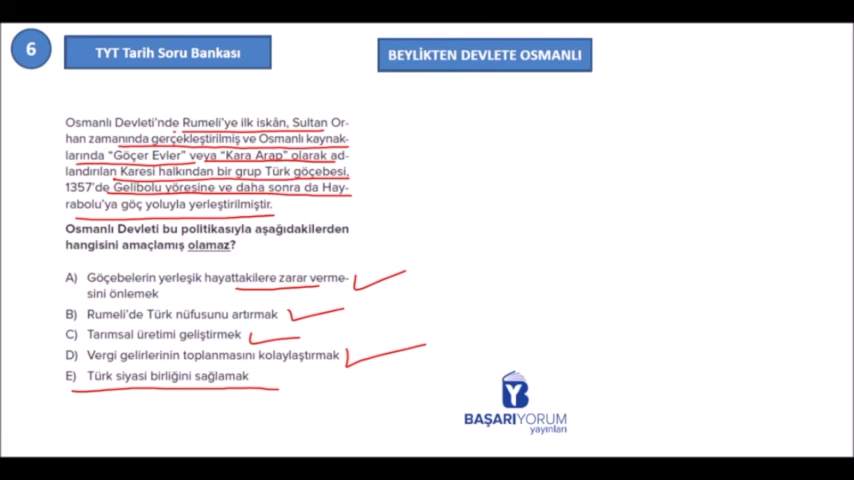 6
TYT Tarih Soru Bankası
BEYLİKTEN DEVLETE OSMANLI
Osmanlı Devleti'nde Rumeli'ye ilk iskân, Sultan Or-
han zamanında gerçekleştirilmiş ve Osmanlı kaynak-
larında "Göçer Evler" veya "Kara Arap" olarak ad-
landırılan Karesi halkından bir grup Türk göçebesi,
1357'de Gelibolu yöresine ve daha sonra da Hay-
rabolu'ya göç yoluyla yerleştirilmiştir.
Osmanlı Devleti bu politikasıyla aşağıdakilerden
hangisini amaçlamış olamaz?
A) Göçebelerin yerleşik hayattakilere zarar verme-
sini önlemek
B) Rumeli'de Türk nüfusunu artırmak
C) Tarımsal üretimi geliştirmek
D) Vergi gelirlerinin toplanmasını kolaylaştırmak
E) Türk siyasi birliğini sağlamak
BAŞARIYORUM
yayınları